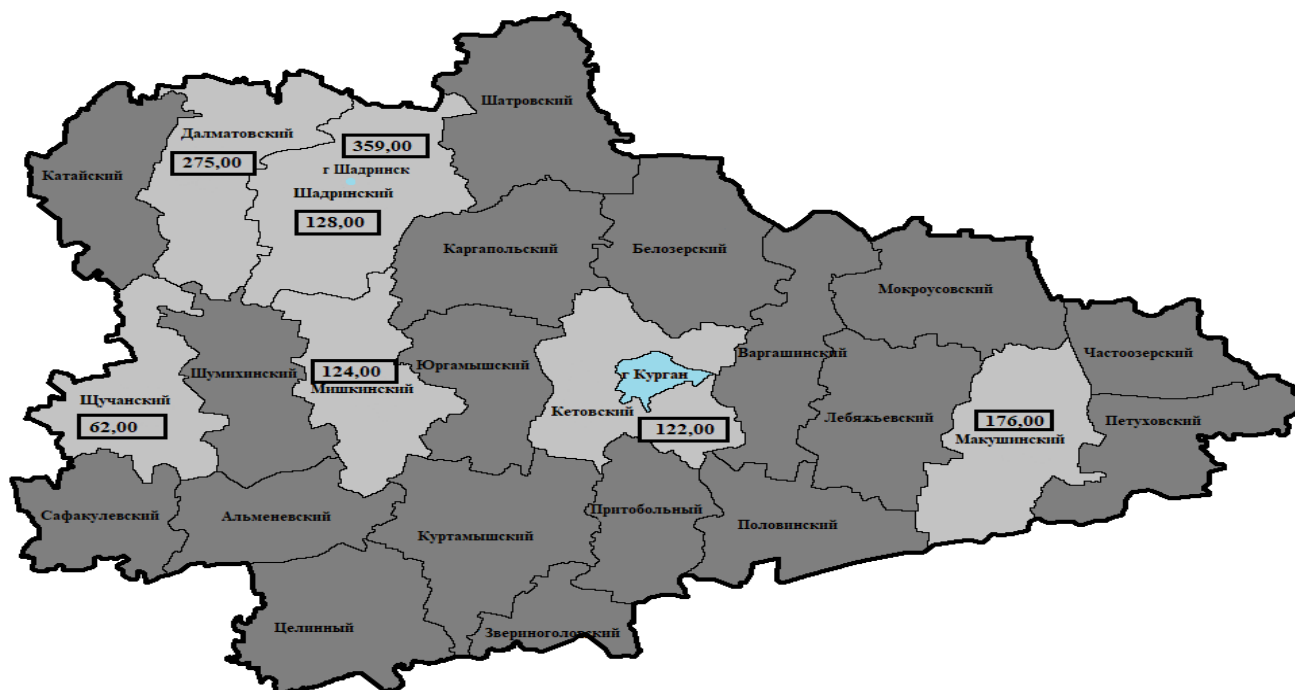 Шатровский
Далматовский
275,00
359,00
г Шадринск
Катайский
Шадринский
128,00
Каргапольский
Белозерский
Мокроусовский
Варгашинский
Частоозерский
Юргамышский
Шумихинский
124,00
Мишкинский
г Курган
Щучанский
62,00
Кетовский
122,00
Лебяжьевский
176,00
Макушинский
Петуховский
Сафакулевский
Альменевский
Притобольный
Половинский
Куртамышский
Целинный
Звериноголовский